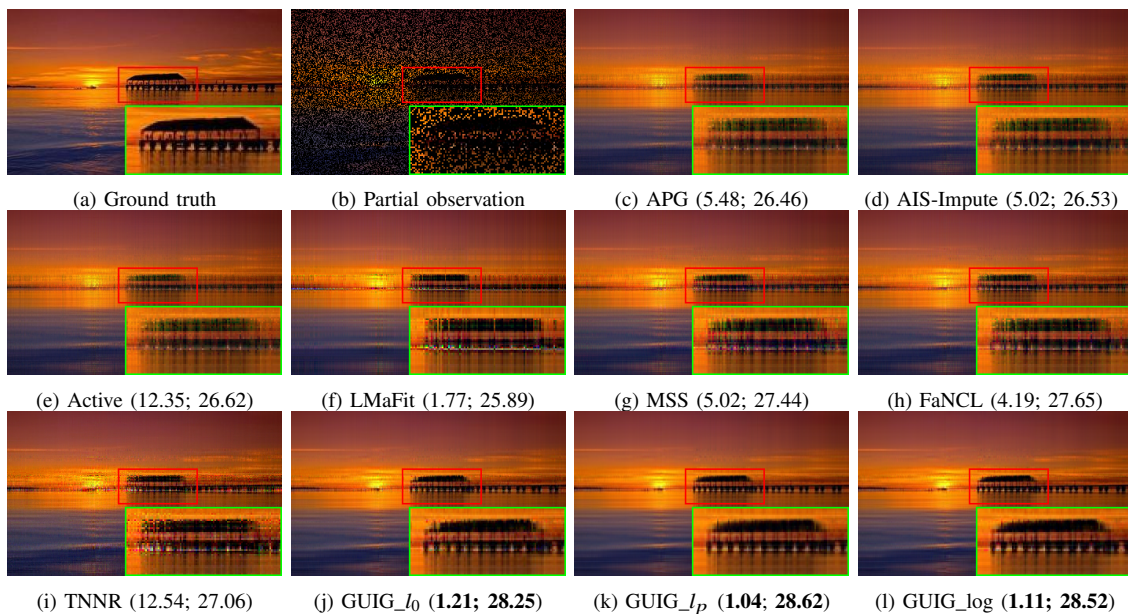 (a) Ground truth
(b) Partial observation
(c) APG (5.48; 26.46)
(d) AIS-Impute (5.02; 26.53)
(e) Active (12.35; 26.62)
(f) LMaFit (1.77; 25.89)
(g) MSS (5.02; 27.44)
(h) FaNCL (4.19; 27.65)
(i) TNNR (12.54; 27.06)
(j) GUIG_l0 (1.21; 28.25)
(k) GUIG_lp (1.04; 28.62)
(l) GUIG_log (1.11; 28.52)